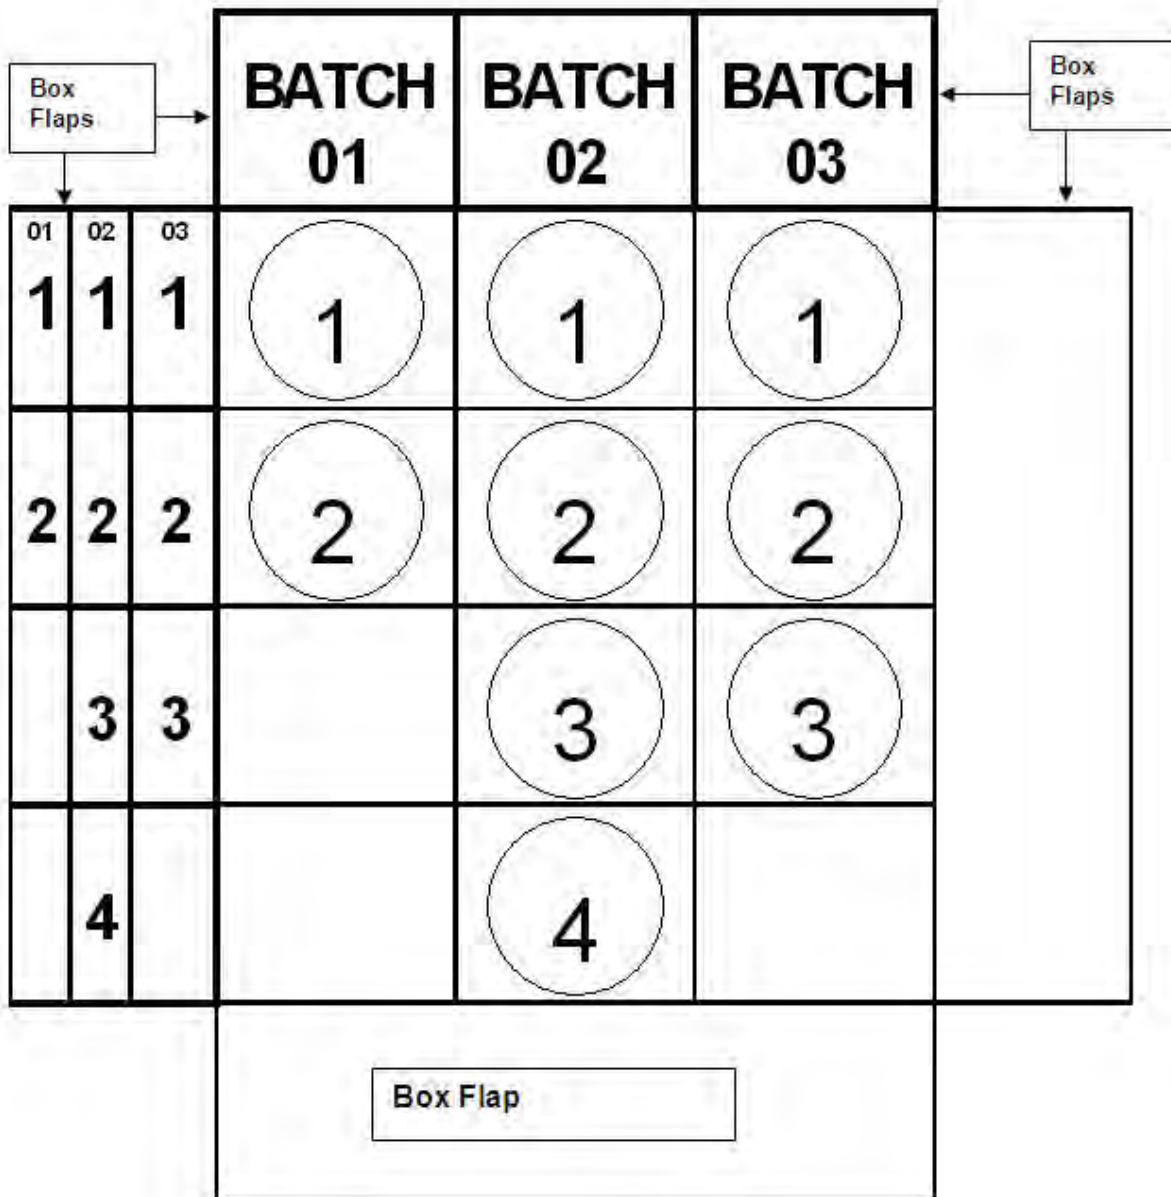 Box
Flaps
BATCH
01
BATCH
02
BATCH
03
Box
Flaps
01 02 03
1 1 1 1 1 1
2 2 2 2 2 2
3 3 3 3
4 4
Box Flap